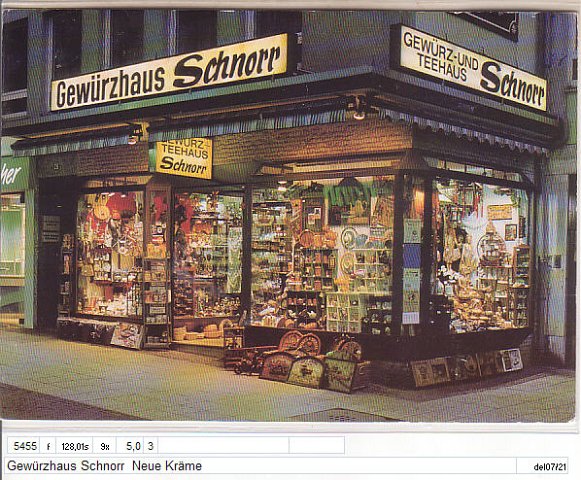 Gewürzhaus Schnorr
GEWÜRZ-UND
TEEHAUS Schnorr
GEWÜRZ-U
TEEHAUS
Schnorr
her
5455 f 128,01s 9x 5,0 3
Gewürzhaus Schnorr Neue Kräme del07/21